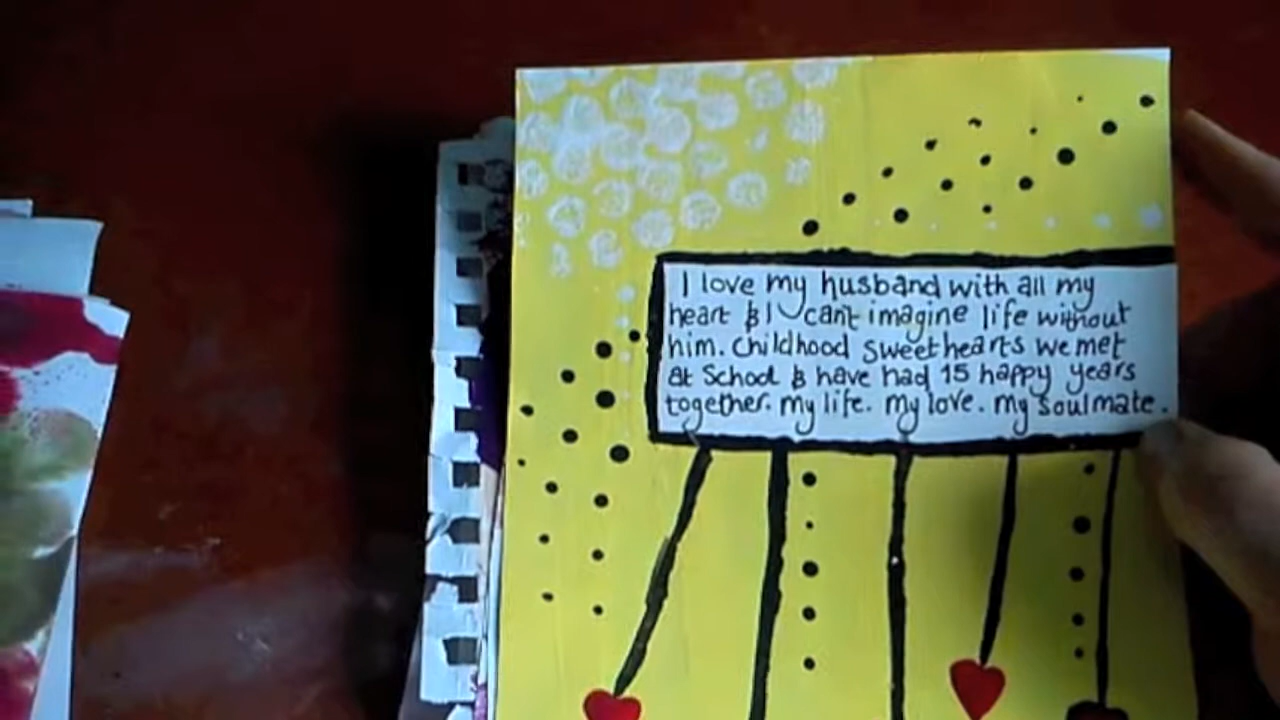 I love my husband with all my
heart & I can't imagine life without
him. Childhood sweethearts we met
at School & have had 15 happy years
together. my life. my love. my soulmate.